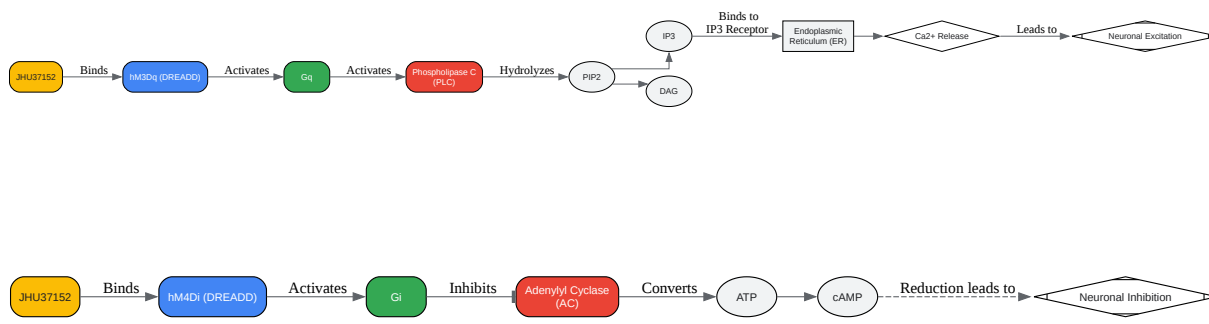 JHU37152
Binds
hM3Dq (DREADD)
Activates
Gq
Activates
Phospholipase C
(PLC)
Hydrolyzes
PIP2
IP3
DAG
Binds to
IP3 Receptor
Endoplasmic
Reticulum (ER)
Ca2+ Release
Leads to
Neuronal Excitation
JHU37152
Binds
hM4Di (DREADD)
Activates
Gi
Inhibits
Adenylyl Cyclase
(AC)
Converts
ATP
cAMP
Reduction leads to
Neuronal Inhibition